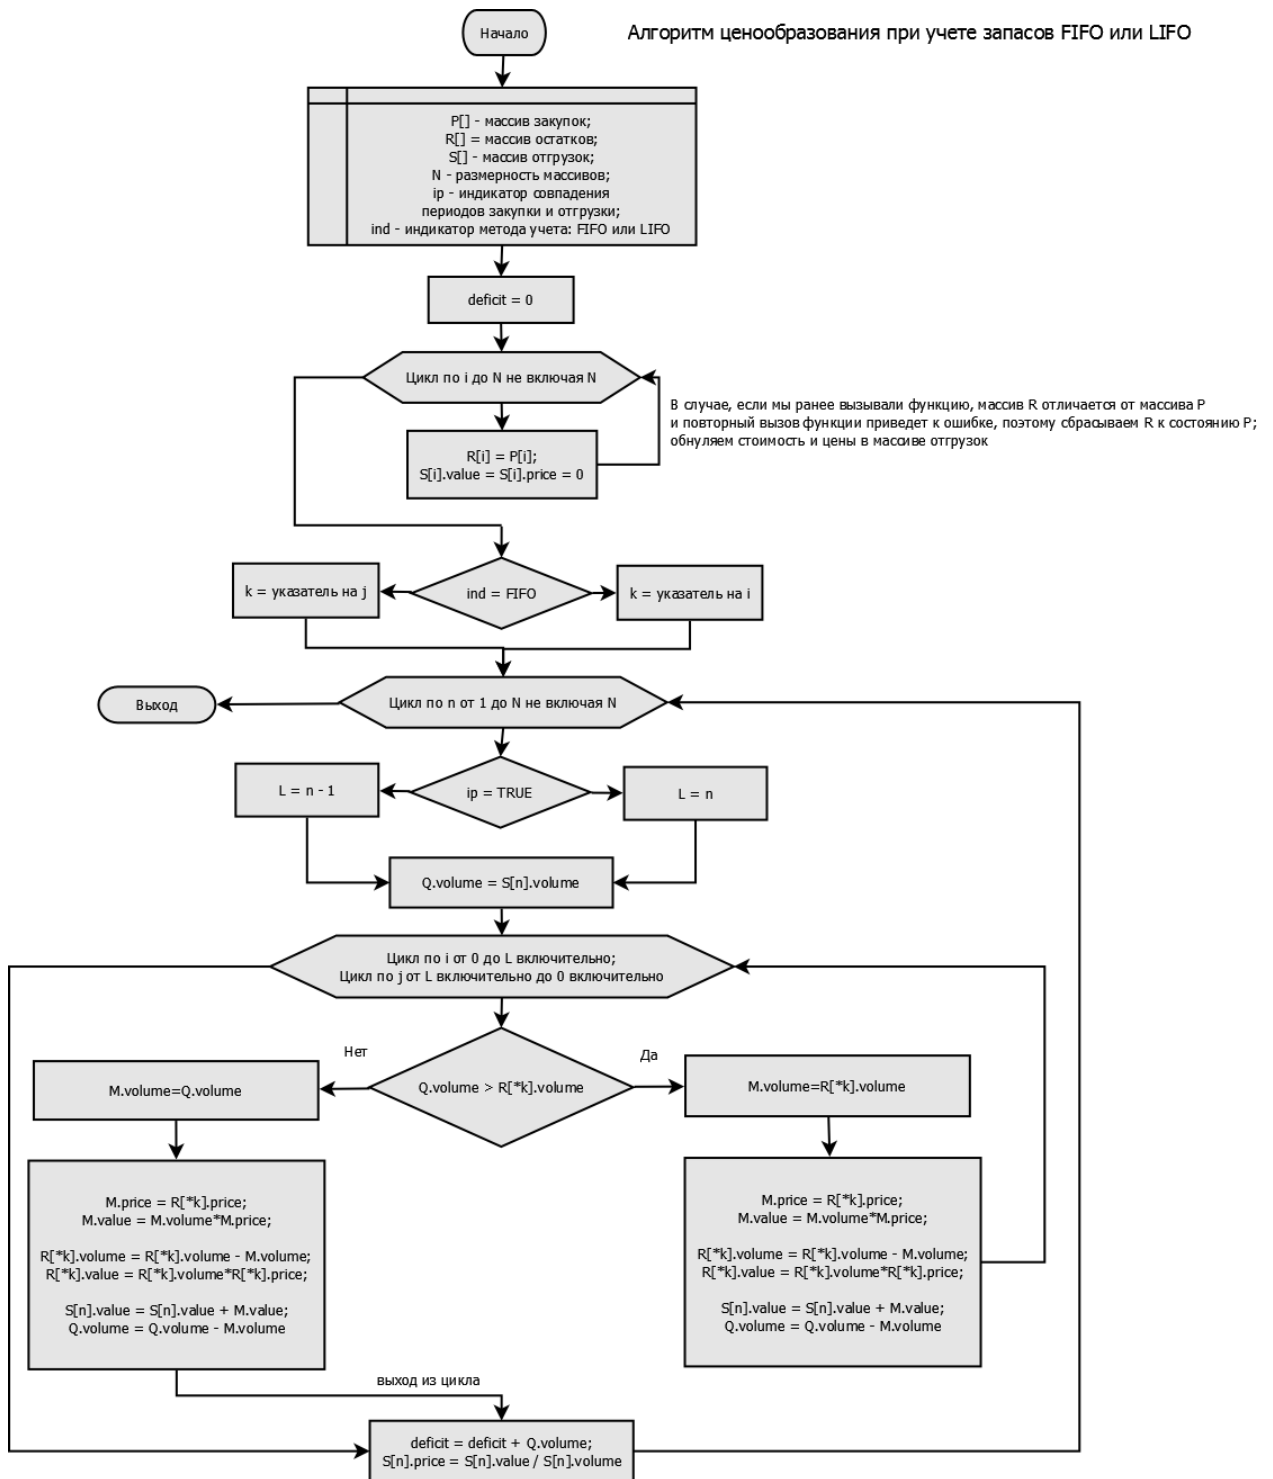 Начало
Алгоритм ценообразования при учете запасов FIFO или LIFO
P[] - массив закупок;
R[] = массив остатков;
S[] - массив отгрузок;
N - размерность массивов;
ip - индикатор совпадения
периодов закупки и отгрузки;
ind - индикатор метода учета: FIFO или LIFO
deficit = 0
Цикл по i до N не включая N
В случае, если мы ранее вызывали функцию, массив R отличается от массива P
и повторный вызов функции приведет к ошибке, поэтому сбрасываем R к состоянию P;
обнуляем стоимость и цены в массиве отгрузок
R[i] = P[i];
S[i].value = S[i].price = 0
k = указатель на j
ind = FIFO
k = указатель на i
Выход
Цикл по n от 1 до N не включая N
L = n - 1
ip = TRUE
L = n
Q.volume = S[n].volume
Цикл по i от 0 до L включительно;
Цикл по j от L включительно до 0 включительно
Нет
Да
M.volume=Q.volume
Q.volume > R[*k].volume
M.volume=R[*k].volume
M.price = R[*k].price;
M.value = M.volume*M.price;
R[*k].volume = R[*k].volume - M.volume;
R[*k].value = R[*k].volume*R[*k].price;
S[n].value = S[n].value + M.value;
Q.volume = Q.volume - M.volume
M.price = R[*k].price;
M.value = M.volume*M.price;
R[*k].volume = R[*k].volume - M.volume;
R[*k].value = R[*k].volume*R[*k].price;
S[n].value = S[n].value + M.value;
Q.volume = Q.volume - M.volume
выход из цикла
deficit = deficit + Q.volume;
S[n].price = S[n].value / S[n].volume